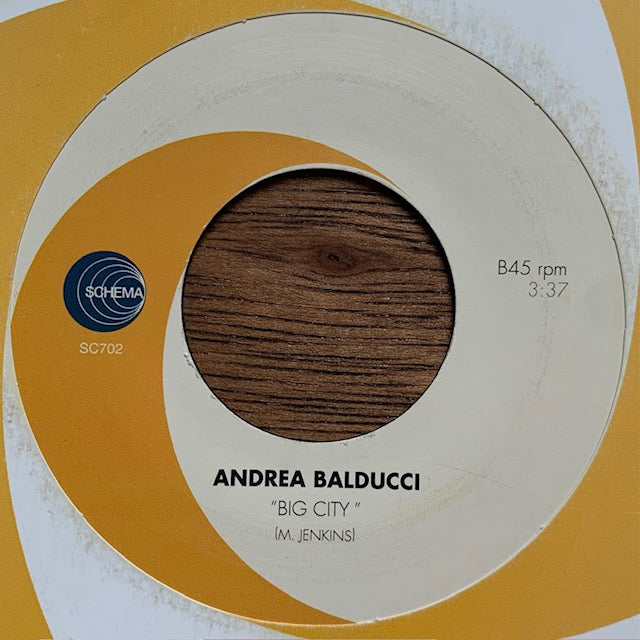 B45 rpm
3:37
SCHEMA
SC702
ANDREA BALDUCCI
"BIG CITY "
(M. JENKINS)